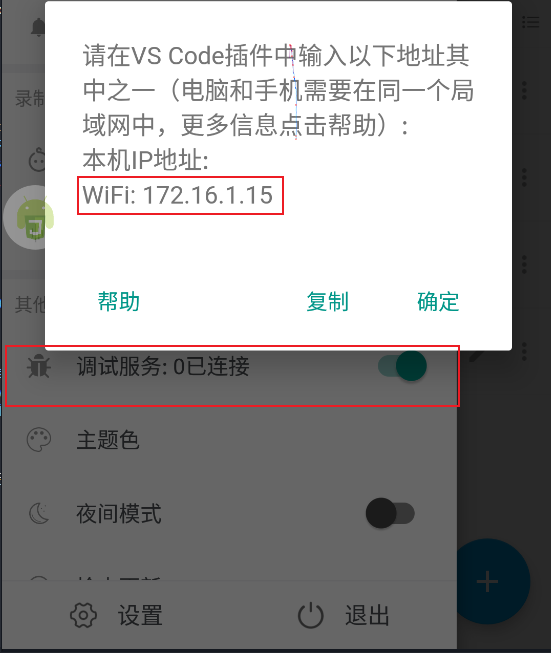 请在VS Code插件中输入以下地址其
中之一（电脑和手机需要在同一个局
域网中，更多信息点击帮助）:
本机IP地址:
WiFi: 172.16.1.15
帮助
复制
确定
录制
其他
调试服务: 0已连接
主题色
夜间模式
设置
退出